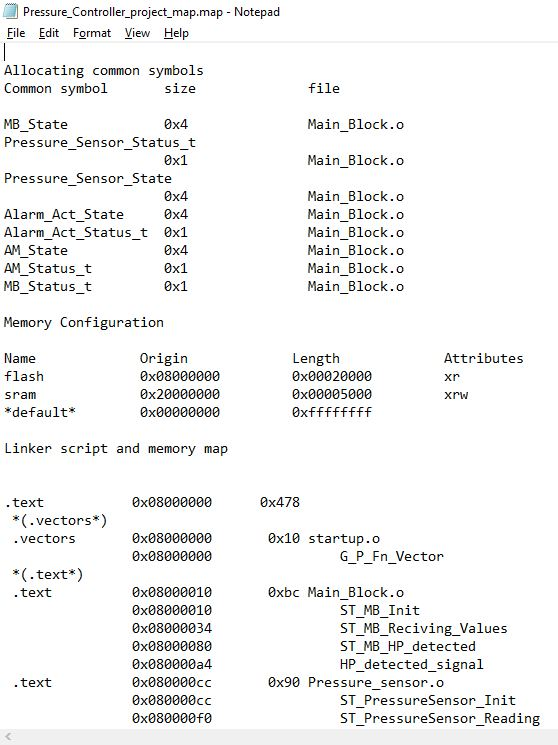 Pressure_Controller_project_map.map - Notepad
File Edit Format View Help
Allocating common symbols
Common symbol       size              file
MB_State            0x4               Main_Block.o
Pressure_Sensor_Status_t
                    0x1               Main_Block.o
Pressure_Sensor_State
                    0x4               Main_Block.o
Alarm_Act_State     0x4               Main_Block.o
Alarm_Act_Status_t  0x1               Main_Block.o
AM_State            0x4               Main_Block.o
AM_Status_t         0x1               Main_Block.o
MB_Status_t         0x1               Main_Block.o
Memory Configuration
Name             Origin             Length             Attributes
flash            0x08000000         0x00020000         xr
sram             0x20000000         0x00005000         xrw
*default*        0x00000000         0xffffffff
Linker script and memory map
.text           0x08000000      0x478
 *(.vectors*)
 .vectors       0x08000000       0x10 startup.o
                0x08000000                G_P_Fn_Vector
 *(.text*)
 .text          0x08000010       0xbc Main_Block.o
                0x08000010                ST_MB_Init
                0x08000034                ST_MB_Reciving_Values
                0x08000080                ST_MB_HP_detected
                0x080000a4                HP_detected_signal
 .text          0x080000cc       0x90 Pressure_sensor.o
                0x080000cc                ST_PressureSensor_Init
                0x080000f0                ST_PressureSensor_Reading